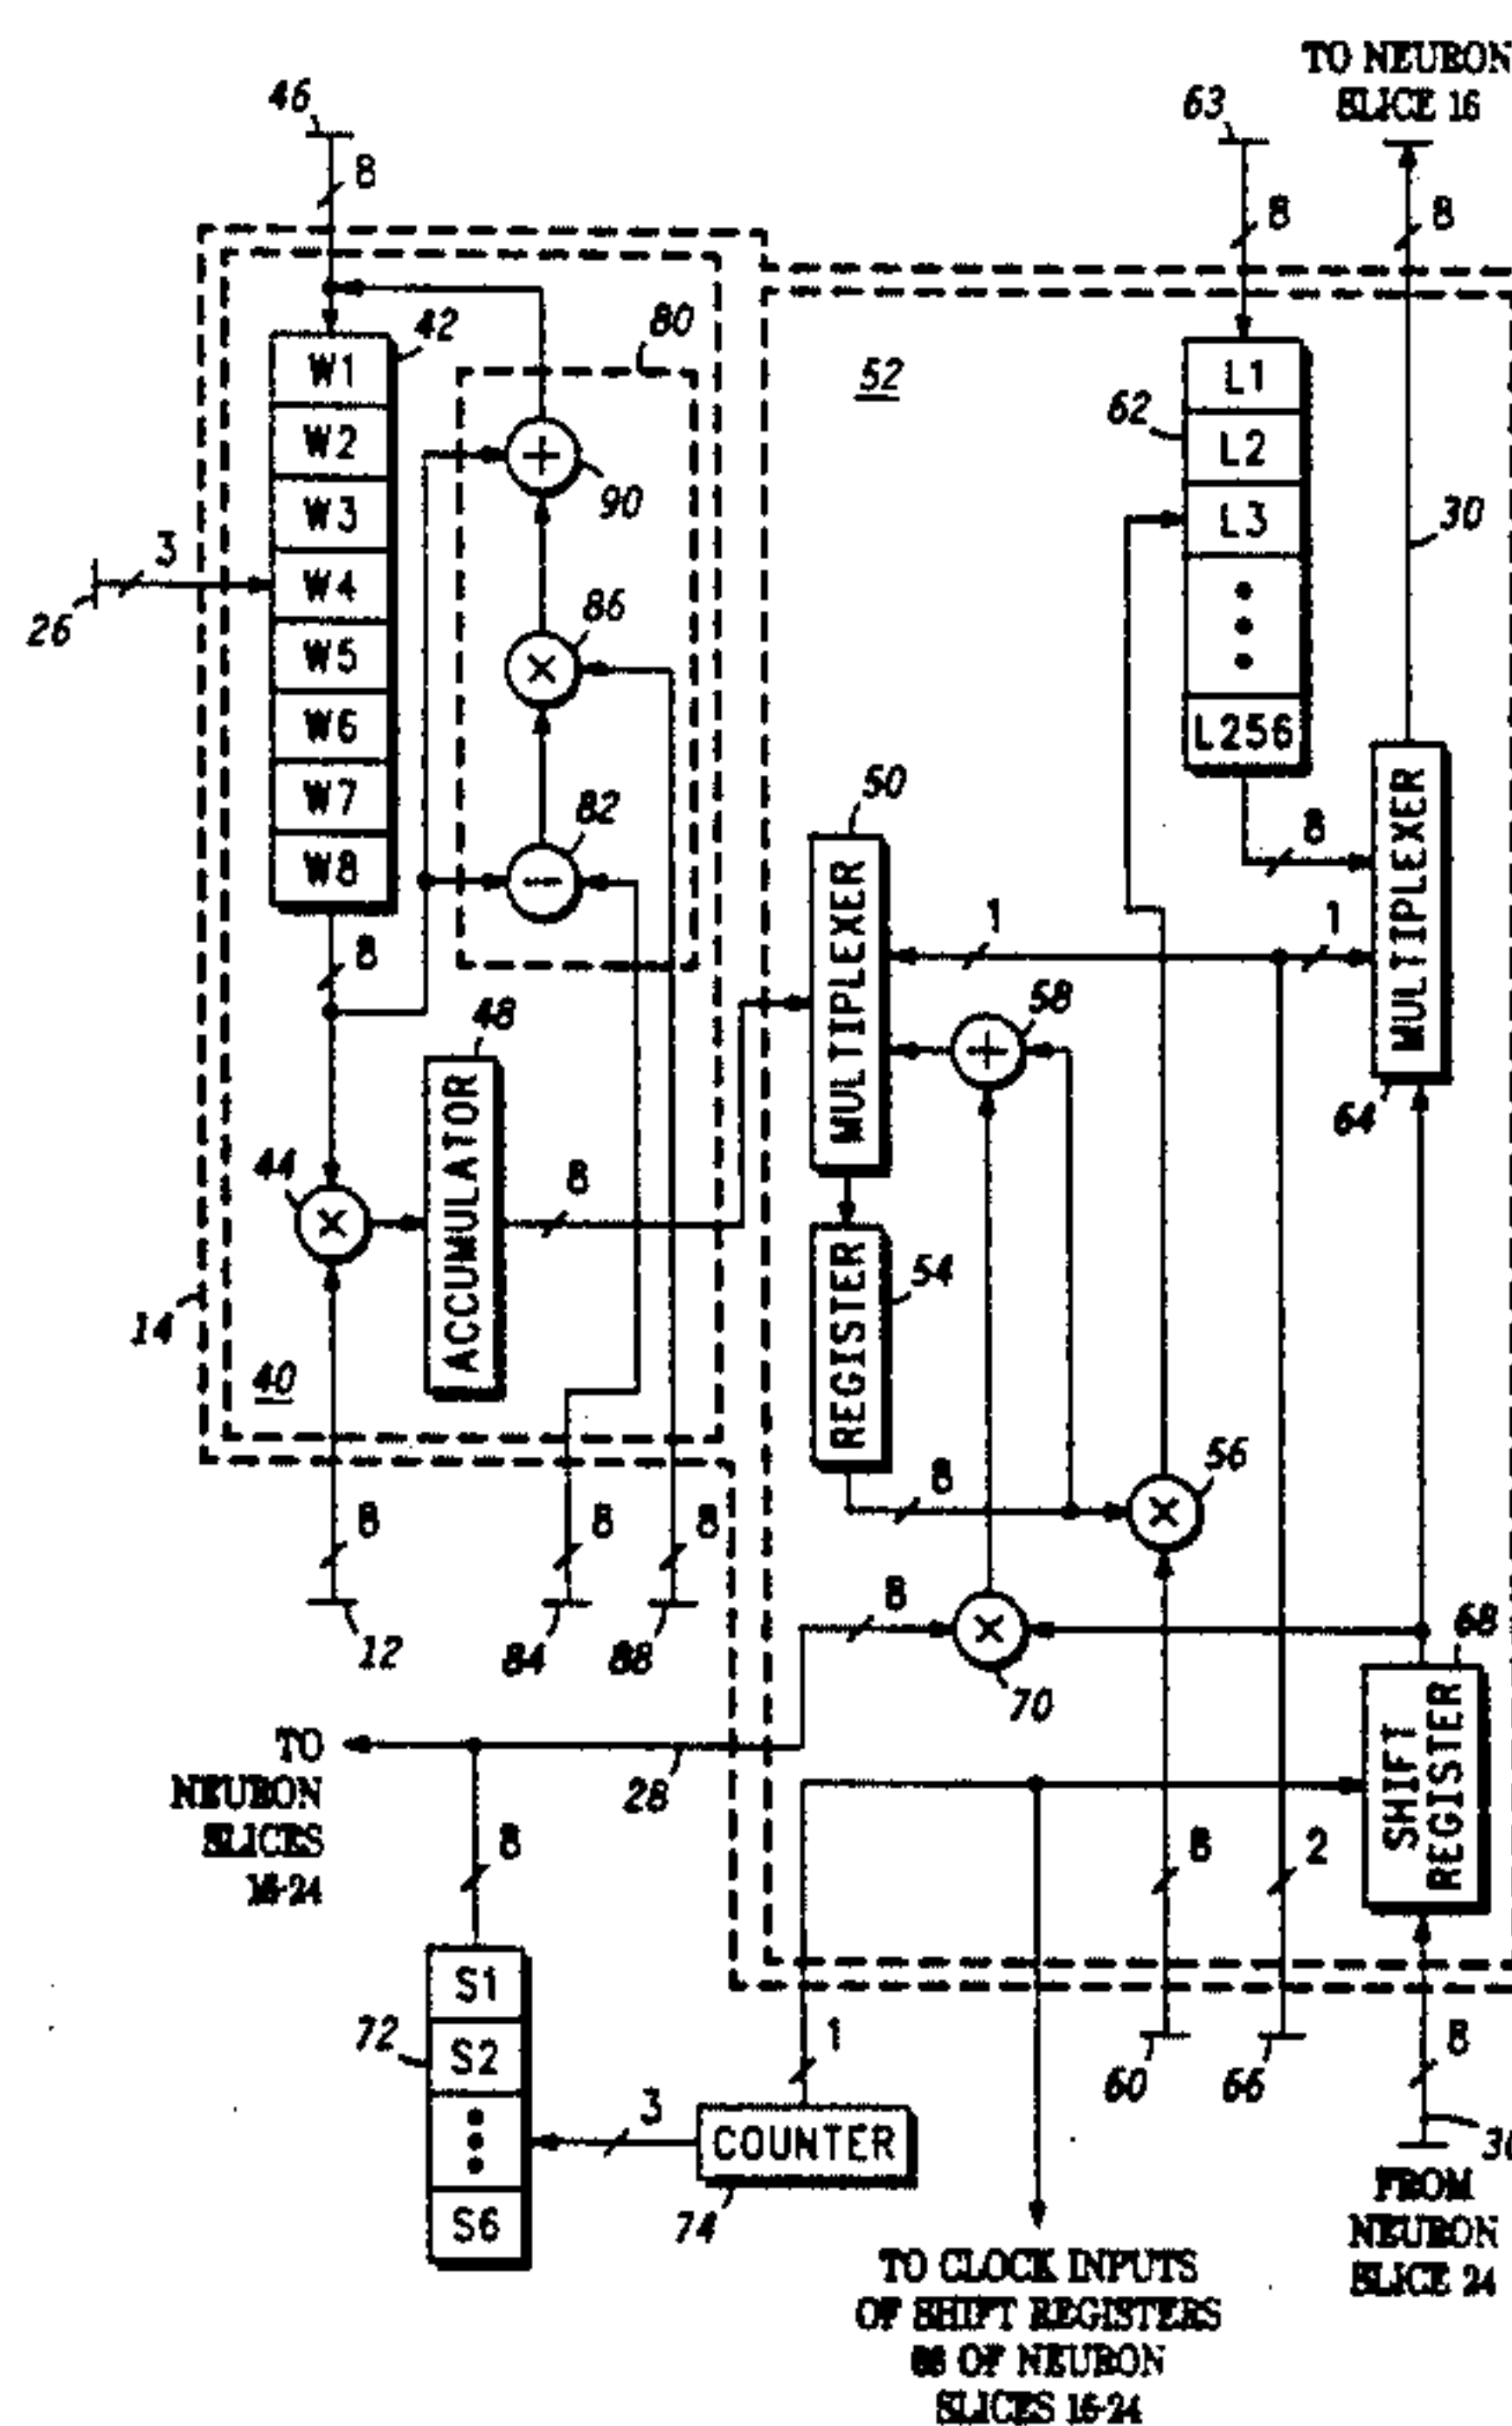 TO NEURON
SLICE 16
46
63
8
8
8
42
80
W1
W2
W3
W4
W5
W6
W7
W8
52
62
L1
L2
L3
L256
30
90
3
26
86
82
50
8
8
MULTIPLEXER
MULTIPLEXER
1
1
48
58
64
44
ACCUMULATOR
8
REGISTER
54
14
40
56
8
8
8
8
8
12
84
88
70
68
TO
NEURON
SLICES
16-24
28
SHIFT
REGISTER
8
8
2
S1
S2
S6
72
1
3
COUNTER
74
60
66
8
FROM
NEURON
SLICE 24
TO CLOCK INPUTS
OF SHIFT REGISTERS
OF NEURON
SLICES 16-24